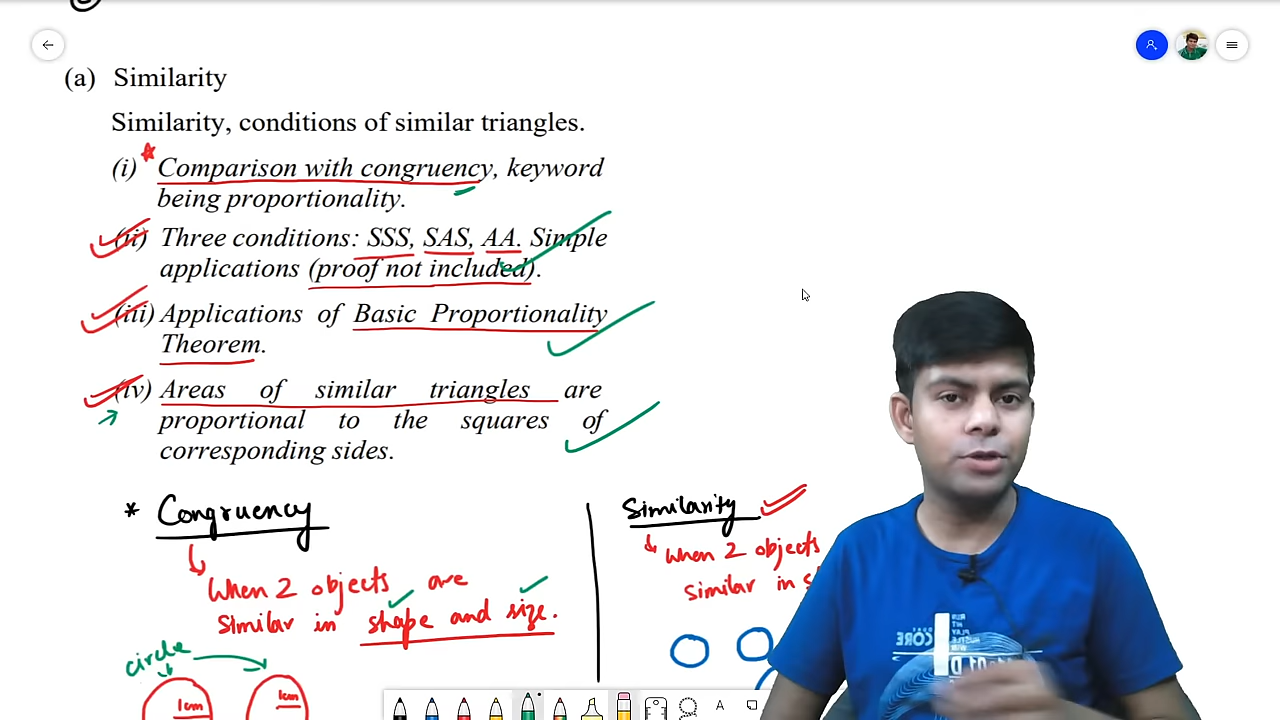 (a) Similarity
Similarity, conditions of similar triangles.
(i) Comparison with congruency, keyword
being proportionality.
(ii) Three conditions: SSS, SAS, AA. Simple
applications (proof not included).
(iii) Applications of Basic Proportionality
Theorem.
(iv) Areas of similar triangles are
proportional to the squares of
corresponding sides.
* Congruency
When 2 objects are
similar in shape and size.
circle
1cm 1cm
Similarity
When 2 objects
similar in
CORE
A